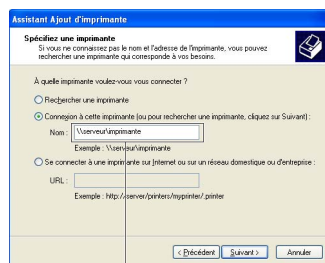 Assistant Ajout d'imprimante
Spécifiez une imprimante
Si vous ne connaissez pas le nom et l'adresse de l'imprimante, vous pouvez
rechercher une imprimante qui corresponde à vos besoins.
À quelle imprimante voulez-vous vous connecter ?
Rechercher une imprimante
Connexion à cette imprimante (ou pour rechercher une imprimante, cliquez sur Suivant) :
Nom : \\serveur\imprimante
Exemple : \\serveur\imprimante
Se connecter à une imprimante sur Internet ou sur un réseau domestique ou d'entreprise :
URL :
Exemple : http://server/printers/myprinter/.printer
< Précédent Suivant > Annuler